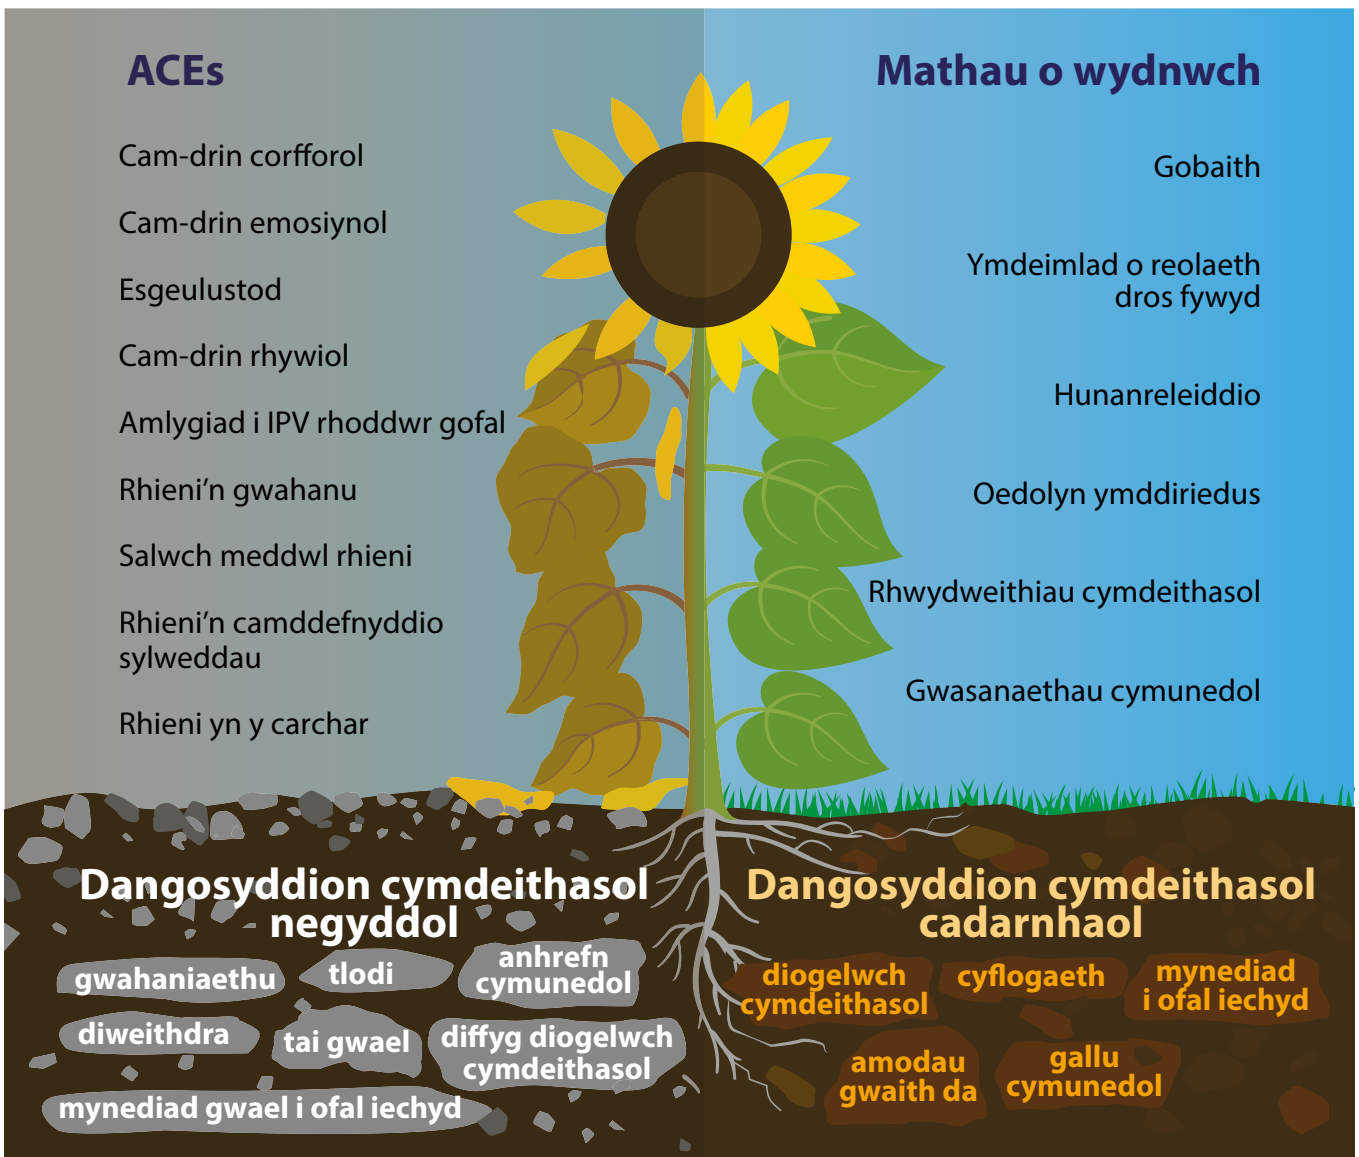 ACEs
Cam-drin corfforol
Cam-drin emosiynol
Esgeulustod
Cam-drin rhywiol
Amlygiad i IPV rhoddwr gofal
Rhieni’n gwahanu
Salwch meddwl rhieni
Rhieni’n camddefnyddio
sylweddau
Rhieni yn y carchar
Mathau o wydnwch
Gobaith
Ymdeimlad o reolaeth
dros fywyd
Hunanreleiddio
Oedolyn ymddiriedus
Rhwydweithiau cymdeithasol
Gwasanaethau cymunedol
Dangosyddion cymdeithasol
negyddol
gwahaniaethu
tlodi
anhrefn
cymunedol
diweithdra
tai gwael
diffyg diogelwch
cymdeithasol
mynediad gwael i ofal iechyd
Dangosyddion cymdeithasol
cadarnhaol
diogelwch
cymdeithasol
cyflogaeth
mynediad
i ofal iechyd
amodau
gwaith da
gallu
cymunedol